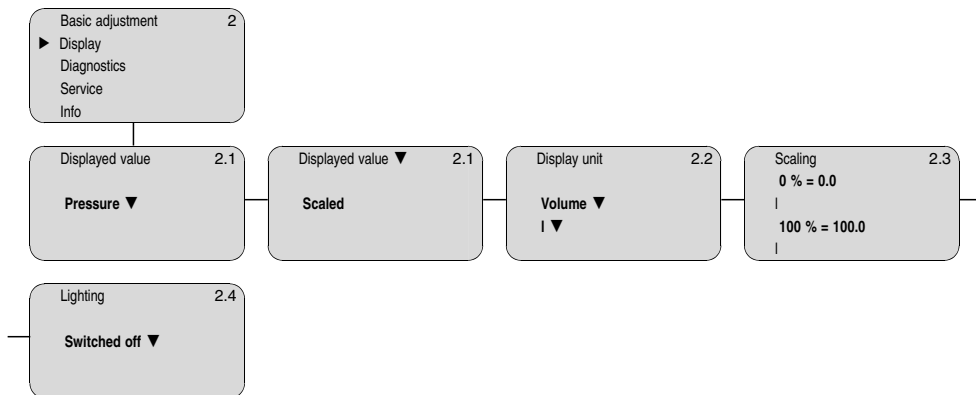 Basic adjustment 2
▶ Display
Diagnostics
Service
Info
Displayed value 2.1
Pressure ▼
Displayed value ▼ 2.1
Scaled
Display unit 2.2
Volume ▼
l ▼
Scaling 2.3
0 % = 0.0
l
100 % = 100.0
l
Lighting 2.4
Switched off ▼